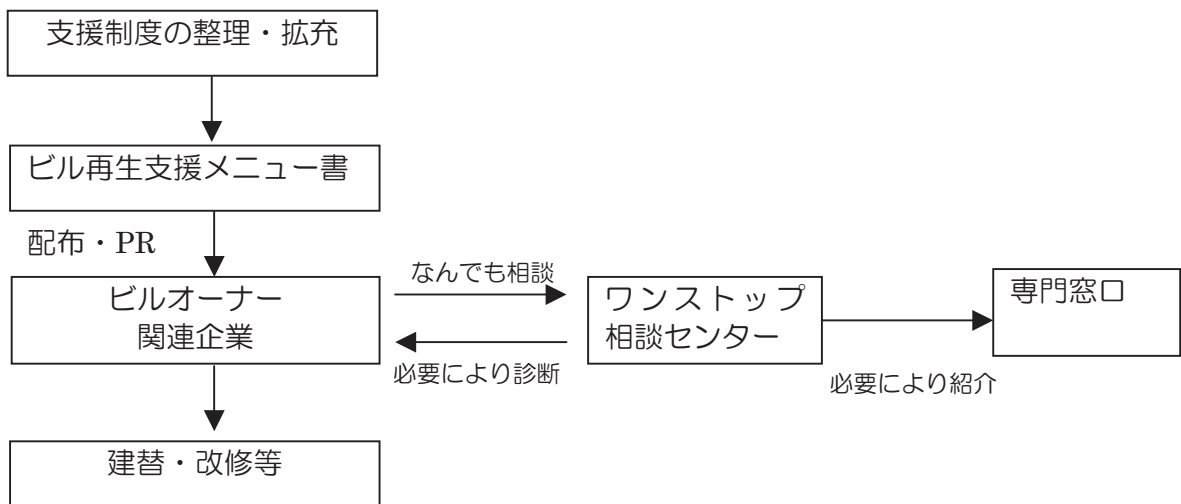 支援制度の整理・拡充
ビル再生支援メニュー書
配布・PR
ビルオーナー
関連企業
なんでも相談
必要により診断
ワンストップ
相談センター
必要により紹介
専門窓口
建替・改修等